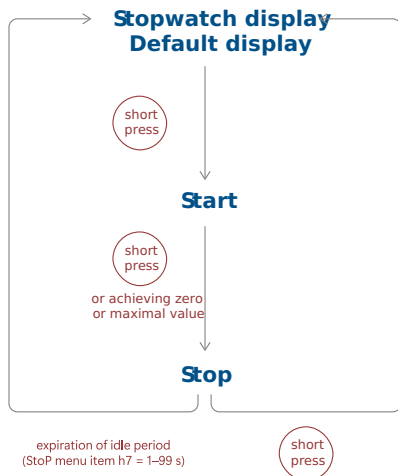 Stopwatch display
Default display
short
press
Start
short
press
or achieving zero
or maximal value
Stop
expiration of idle period
(StoP menu item h7 = 1–99 s)
short
press